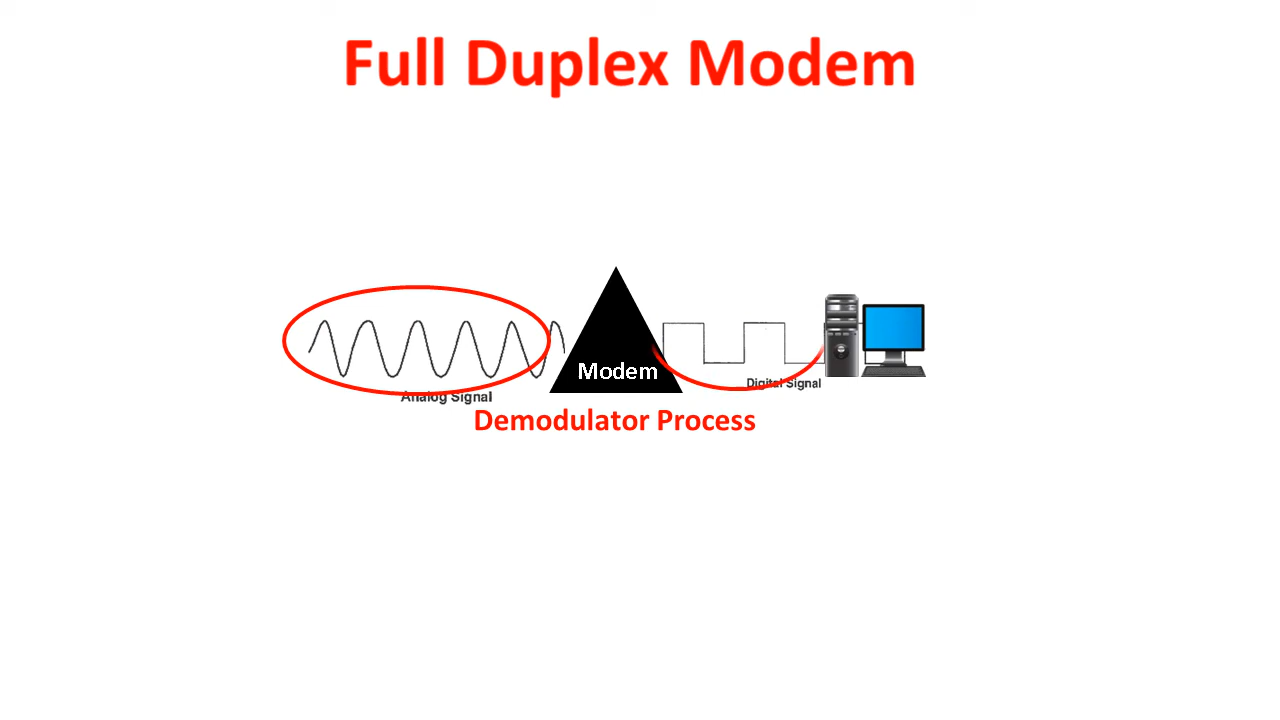 Full Duplex Modem
Modem
Digital Signal
Analog Signal
Demodulator Process